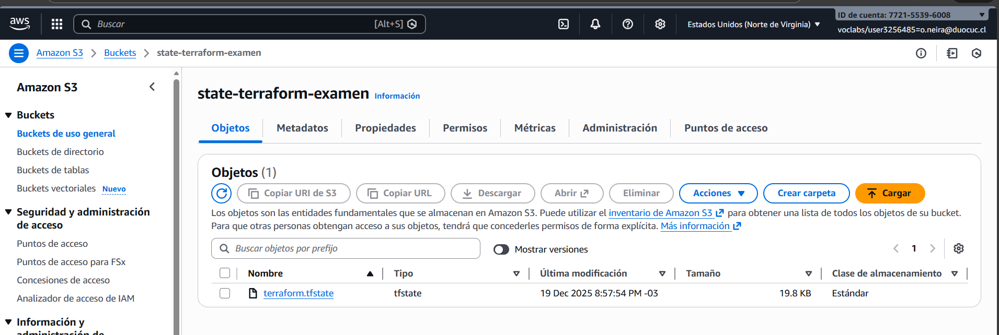 aws
Buscar
[Alt+S]
Estados Unidos (Norte de Virginia)
ID de cuenta: 7721-5539-6008
voclabs/user3256485=o.neira@duocuc.cl
Amazon S3
Buckets
state-terraform-examen
Amazon S3
Buckets
Buckets de uso general
Buckets de directorio
Buckets de tablas
Buckets vectoriales Nuevo
Seguridad y administración
de acceso
Puntos de acceso
Puntos de acceso para FSx
Concesiones de acceso
Analizador de acceso de IAM
Información y
administración de
state-terraform-examen Información
Objetos
Metadatos
Propiedades
Permisos
Métricas
Administración
Puntos de acceso
Objetos (1)
Copiar URI de S3
Copiar URL
Descargar
Abrir
Eliminar
Acciones
Crear carpeta
Cargar
Los objetos son las entidades fundamentales que se almacenan en Amazon S3. Puede utilizar el inventario de Amazon S3 para obtener una lista de todos los objetos de su bucket.
Para que otras personas obtengan acceso a sus objetos, tendrá que concederles permisos de forma explícita. Más información
Buscar objetos por prefijo
Mostrar versiones
1
Nombre
Tipo
Última modificación
Tamaño
Clase de almacenamiento
terraform.tfstate
tfstate
19 Dec 2025 8:57:54 PM -03
19.8 KB
Estándar